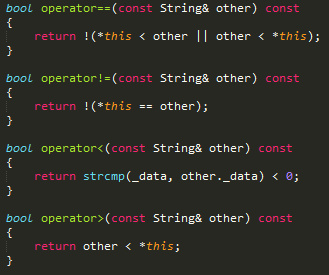 bool operator==(const String& other) const
{
return !(*this < other || other < *this);
}
bool operator!=(const String& other) const
{
return !(*this == other);
}
bool operator<(const String& other) const
{
return strcmp(_data, other._data) < 0;
}
bool operator>(const String& other) const
{
return other < *this;
}